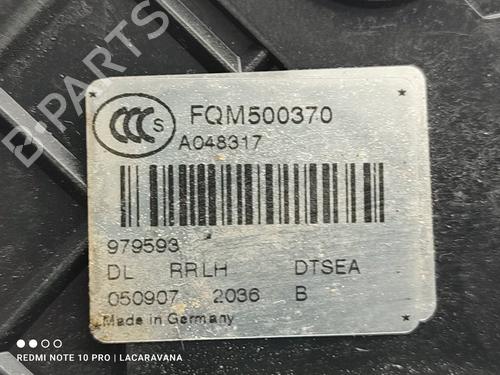 B-PARTS
CCC S
FQM500370
A048317
979593
DL RRLH DTSEA
050907 2036 B
Made in Germany
REDMI NOTE 10 PRO | LACARAVANA